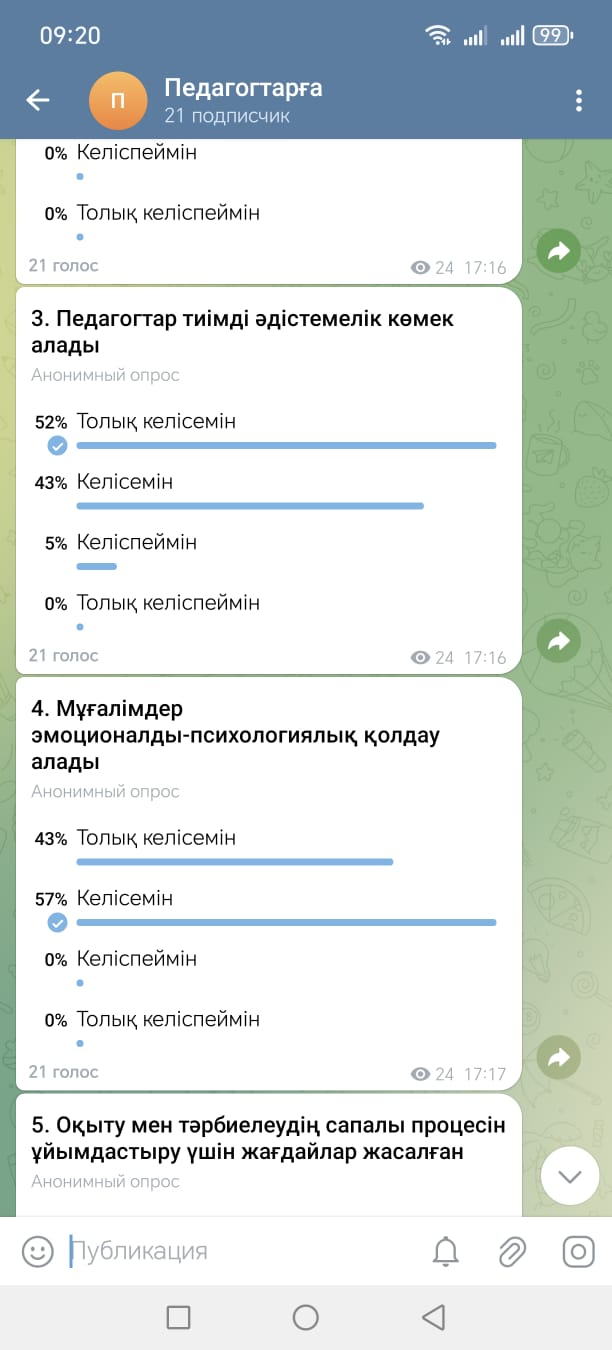 09:20
99
П
Педагогтарға
21 подписчик
0% Келіспеймін
0% Толық келіспеймін
21 голос
24 17:16
3. Педагогтар тиімді әдістемелік көмек
алады
Анонимный опрос
52% Толық келісемін
43% Келісемін
5% Келіспеймін
0% Толық келіспеймін
21 голос
24 17:16
4. Мұғалімдер
эмоционалды-психологиялық қолдау
алады
Анонимный опрос
43% Толық келісемін
57% Келісемін
0% Келіспеймін
0% Толық келіспеймін
21 голос
24 17:17
5. Оқыту мен тәрбиелеудің сапалы процесін
ұйымдастыру үшін жағдайлар жасалған
Анонимный опрос
Публикация